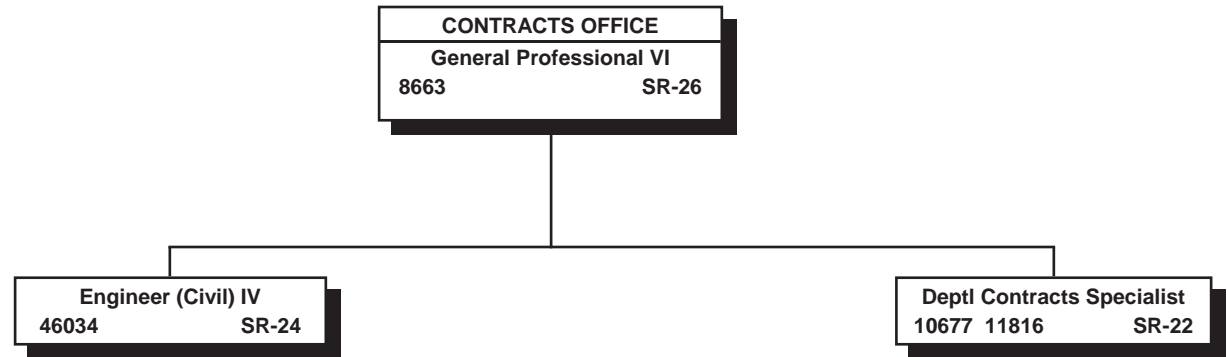 CONTRACTS OFFICE
General Professional VI
8663 SR-26
Engineer (Civil) IV
46034 SR-24
Deptl Contracts Specialist
10677 11816 SR-22